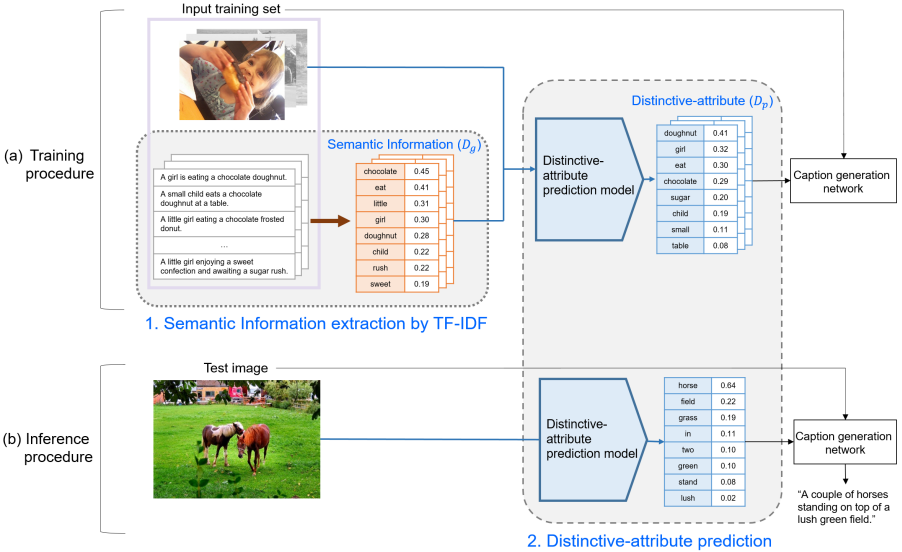 Input training set
(a) Training
procedure
A girl is eating a chocolate doughnut.
A small child eats a chocolate
doughnut at a table.
A little girl eating a chocolate frosted
donut.
...
A little girl enjoying a sweet
confection and awaiting a sugar rush.
Semantic Information (D_g)
chocolate 0.45
eat 0.41
little 0.31
girl 0.30
doughnut 0.28
child 0.22
rush 0.22
sweet 0.19
1. Semantic Information extraction by TF-IDF
Distinctive-
attribute
prediction model
Distinctive-attribute (D_p)
doughnut 0.41
girl 0.32
eat 0.30
chocolate 0.29
sugar 0.20
child 0.19
small 0.11
table 0.08
Caption generation
network
(b) Inference
procedure
Test image
Distinctive-
attribute
prediction model
horse 0.64
field 0.22
grass 0.19
in 0.11
two 0.10
green 0.10
stand 0.08
lush 0.02
Caption generation
network
“A couple of horses
standing on top of a
lush green field.”
2. Distinctive-attribute prediction